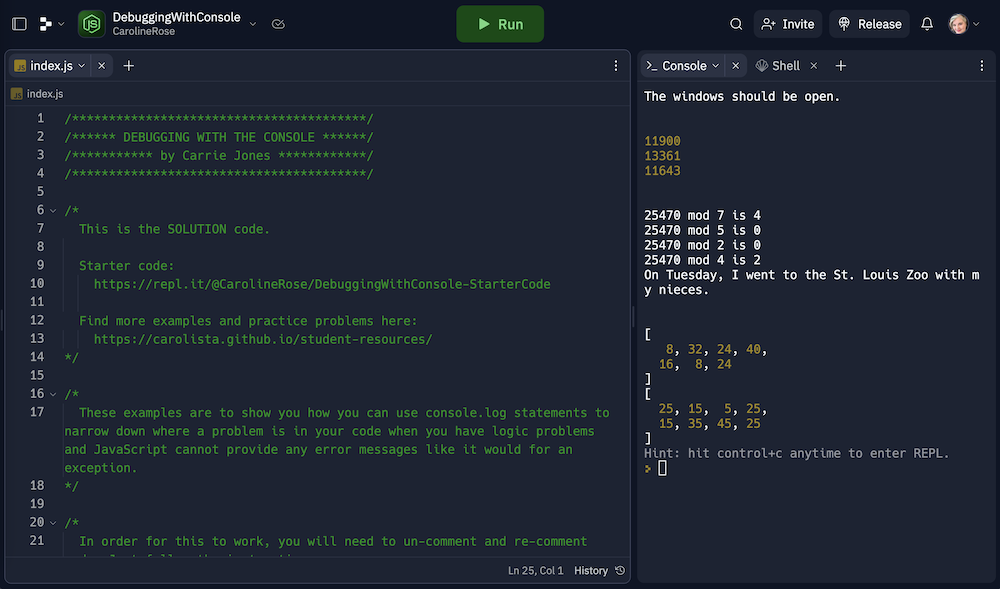 DebuggingWithConsole
CarolineRose
Run
Invite
Release
JS index.js
Console
Shell
JS index.js
1 /****************************************/
2 /****** DEBUGGING WITH THE CONSOLE ******/
3 /*********** by Carrie Jones ************/
4 /****************************************/
5
6 /*
7 This is the SOLUTION code.
8
9 Starter code:
10 https://repl.it/@CarolineRose/DebuggingWithConsole-StarterCode
11
12 Find more examples and practice problems here:
13 https://carolista.github.io/student-resources/
14 */
15
16 /*
17 These examples are to show you how you can use console.log statements to
narrow down where a problem is in your code when you have logic problems
and JavaScript cannot provide any error messages like it would for an
exception.
18 */
19
20 /*
21 In order for this to work, you will need to un-comment and re-comment
Ln 25, Col 1 History
The windows should be open.
11900
13361
11643
25470 mod 7 is 4
25470 mod 5 is 0
25470 mod 2 is 0
25470 mod 4 is 2
On Tuesday, I went to the St. Louis Zoo with m
y nieces.
[
8, 32, 24, 40,
16, 8, 24
]
[
25, 15, 5, 25,
15, 35, 45, 25
]
Hint: hit control+c anytime to enter REPL.
>